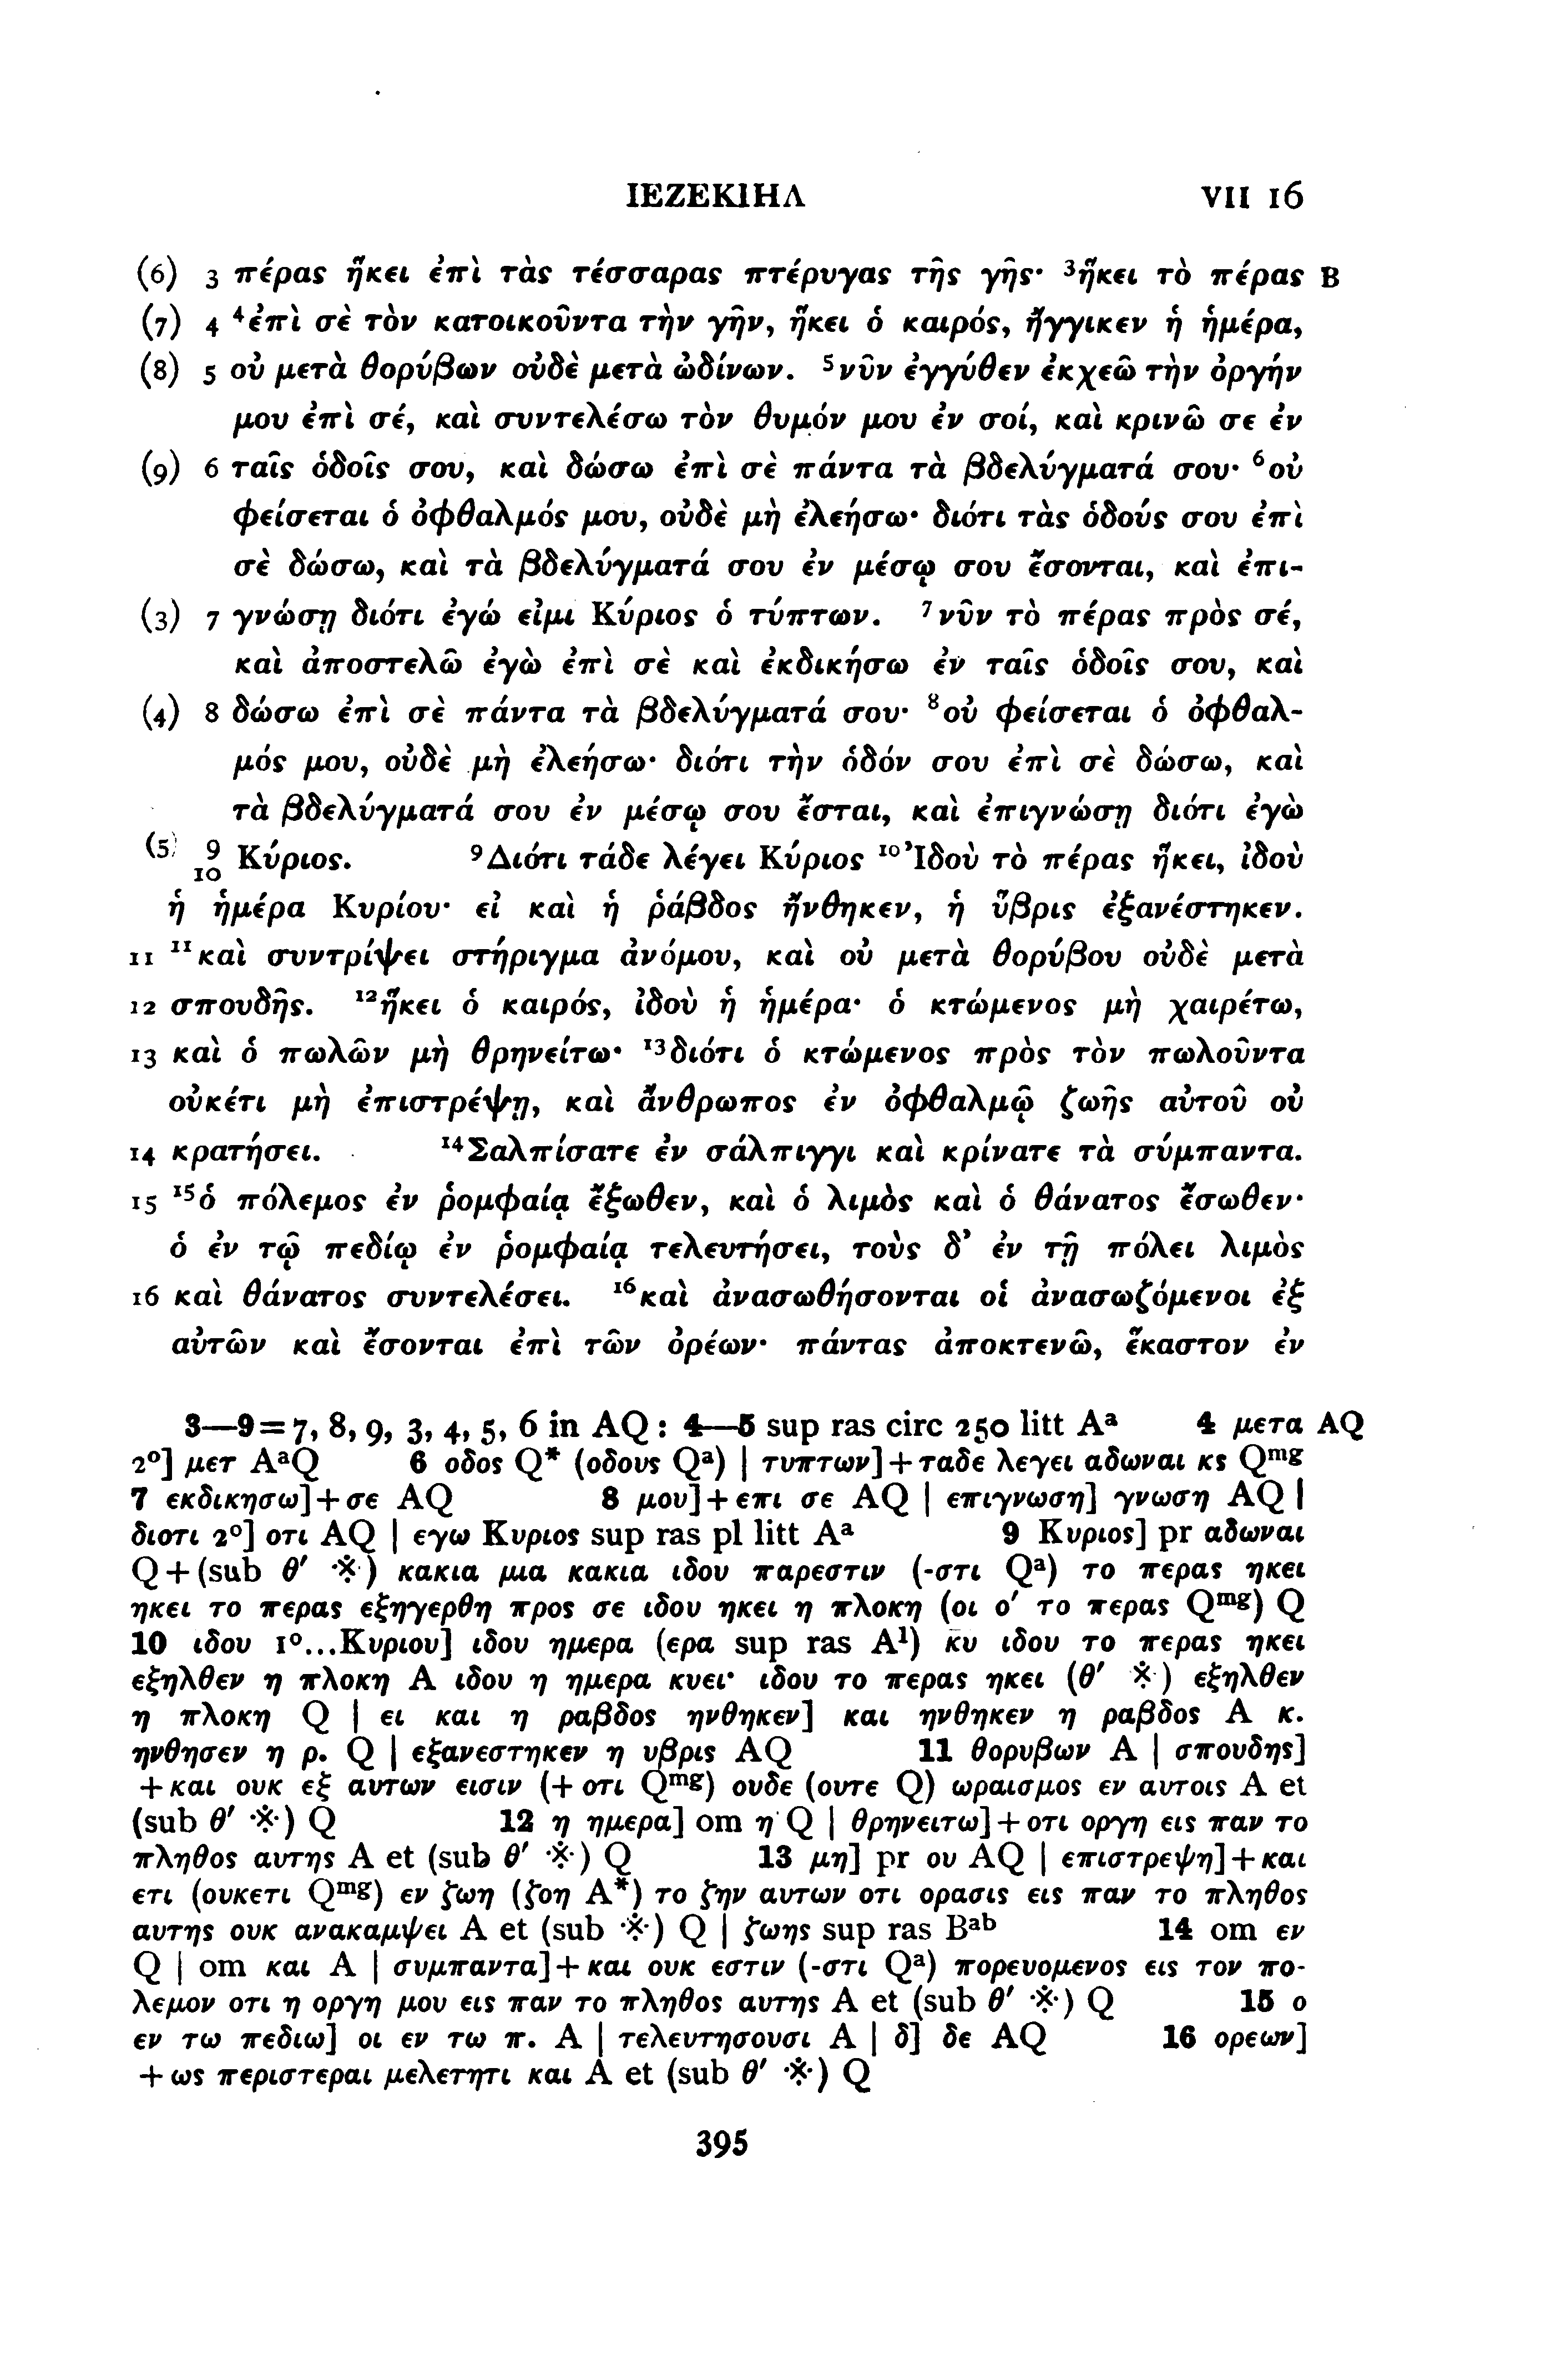 ΙΕΖΕΚΙΗΛ VII 16
(6) 3 πέρας ἥκει ἐπὶ τὰς τέσσαρας πτέρυγας τῆς γῆς· ³ἥκει τὸ πέρας B
(7) 4 ⁴ἐπὶ σὲ τὸν κατοικοῦντα τὴν γῆν, ἥκει ὁ καιρός, ἤγγικεν ἡ ἡμέρα,
(8) 5 οὐ μετὰ θορύβων οὐδὲ μετὰ ὠδίνων. ⁵νῦν ἐγγύθεν ἐκχεῶ τὴν ὀργήν
μου ἐπὶ σέ, καὶ συντελέσω τὸν θυμόν μου ἐν σοί, καὶ κρινῶ σε ἐν
(9) 6 ταῖς ὁδοῖς σου, καὶ δώσω ἐπὶ σὲ πάντα τὰ βδελύγματά σου· ⁶οὐ
φείσεται ὁ ὀφθαλμός μου, οὐδὲ μὴ ἐλεήσω· διότι τὰς ὁδούς σου ἐπὶ
σὲ δώσω, καὶ τὰ βδελύγματά σου ἐν μέσῳ σου ἔσονται, καὶ ἐπι-
(3) 7 γνώσῃ διότι ἐγώ εἰμι Κύριος ὁ τύπτων. ⁷νῦν τὸ πέρας πρὸς σέ,
καὶ ἀποστελῶ ἐγὼ ἐπὶ σὲ καὶ ἐκδικήσω ἐν ταῖς ὁδοῖς σου, καὶ
(4) 8 δώσω ἐπὶ σὲ πάντα τὰ βδελύγματά σου· ⁸οὐ φείσεται ὁ ὀφθαλ-
μός μου, οὐδὲ μὴ ἐλεήσω· διότι τὴν ὁδόν σου ἐπὶ σὲ δώσω, καὶ
τὰ βδελύγματά σου ἐν μέσῳ σου ἔσται, καὶ ἐπιγνώσῃ διότι ἐγὼ
(5) 9 10 Κύριος. ⁹Διότι τάδε λέγει Κύριος ¹⁰Ἰδοὺ τὸ πέρας ἥκει, ἰδοὺ
ἡ ἡμέρα Κυρίου· εἰ καὶ ἡ ῥάβδος ἤνθηκεν, ἡ ὕβρις ἐξανέστηκεν.
11 ¹¹καὶ συντρίψει στήριγμα ἀνόμου, καὶ οὐ μετὰ θορύβου οὐδὲ μετὰ
12 σπουδῆς. ¹²ἥκει ὁ καιρός, ἰδοὺ ἡ ἡμέρα· ὁ κτώμενος μὴ χαιρέτω,
13 καὶ ὁ πωλῶν μὴ θρηνείτω· ¹³διότι ὁ κτώμενος πρὸς τὸν πωλοῦντα
οὐκέτι μὴ ἐπιστρέψῃ, καὶ ἄνθρωπος ἐν ὀφθαλμῷ ζωῆς αὐτοῦ οὐ
14 κρατήσει. ¹⁴Σαλπίσατε ἐν σάλπιγγι καὶ κρίνατε τὰ σύμπαντα.
15 ¹⁵ὁ πόλεμος ἐν ῥομφαίᾳ ἔξωθεν, καὶ ὁ λιμὸς καὶ ὁ θάνατος ἔσωθεν·
ὁ ἐν τῷ πεδίῳ ἐν ῥομφαίᾳ τελευτήσει, τοὺς δ’ ἐν τῇ πόλει λιμὸς
16 καὶ θάνατος συντελέσει. ¹⁶καὶ ἀνασωθήσονται οἱ ἀνασωζόμενοι ἐξ
αὐτῶν καὶ ἔσονται ἐπὶ τῶν ὀρέων· πάντας ἀποκτενῶ, ἕκαστον ἐν
3—9=7, 8, 9, 3, 4, 5, 6 in AQ : 4—5 sup ras circ 250 litt Aᵃ 4 μετα AQ
2⁰] μετ AᵃQ 6 οδος Q* (οδους Qᵃ) | τυπτων]+ταδε λεγει αδωναι κς Qᵐᵍ
7 εκδικησω]+σε AQ 8 μου]+επι σε AQ | επιγνωση] γνωση AQ |
διοτι 2⁰] οτι AQ | εγω Κυριος sup ras pl litt Aᵃ 9 Κυριος] pr αδωναι
Q+(sub θ′ ※) κακια μια κακια ιδου παρεστιν (-στι Qᵃ) το περας ηκει
ηκει το περας εξηγερθη προς σε ιδου ηκει η πλοκη (οι ο′ το περας Qᵐᵍ) Q
10 ιδου 1⁰...Κυριου] ιδου ημερα (ερα sup ras A¹) κ̅υ̅ ιδου το περας ηκει
εξηλθεν η πλοκη A ιδου η ημερα κυει· ιδου το περας ηκει (θ′ ※) εξηλθεν
η πλοκη Q | ει και η ραβδος ηνθηκεν] και ηνθηκεν η ραβδος A κ.
ηνθησεν η ρ. Q | εξανεστηκεν η υβρις AQ 11 θορυβων A | σπουδης]
+και ουκ εξ αυτων εισιν (+οτι Qᵐᵍ) ουδε (ουτε Q) ωραισμος εν αυτοις A et
(sub θ′ ※) Q 12 η ημερα] om η Q | θρηνειτω]+οτι οργη εις παν το
πληθος αυτης A et (sub θ′ ※) Q 13 μη] pr ου AQ | επιστρεψη]+και
ετι (ουκετι Qᵐᵍ) εν ζωη (ζοη A*) το ζην αυτων οτι ορασις εις παν το πληθος
αυτης ουκ ανακαμψει A et (sub ※) Q | ζωης sup ras Bᵃᵇ 14 om εν
Q | om και A | συμπαντα]+και ουκ εστιν (-στι Qᵃ) πορευομενος εις τον πο-
λεμον οτι η οργη μου εις παν το πληθος αυτης A et (sub θ′ ※) Q 15 ο
εν τω πεδιω] οι εν τω π. A | τελευτησουσι A | δ] δε AQ 16 ορεων]
+ως περιστεραι μελετητι και A et (sub θ′ ※) Q
395